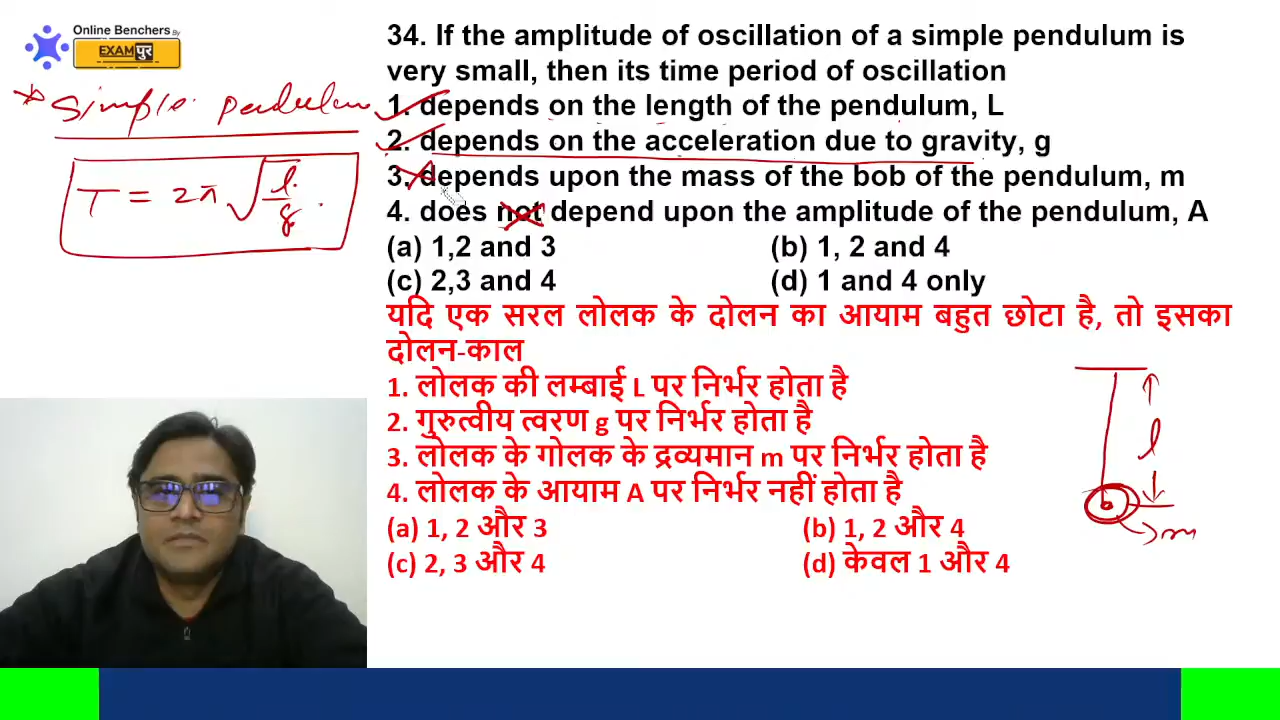 Online Benchers By
EXAMपुर
34. If the amplitude of oscillation of a simple pendulum is
very small, then its time period of oscillation
1. depends on the length of the pendulum, L
2. depends on the acceleration due to gravity, g
3. depends upon the mass of the bob of the pendulum, m
4. does not depend upon the amplitude of the pendulum, A
(a) 1,2 and 3 (b) 1, 2 and 4
(c) 2,3 and 4 (d) 1 and 4 only
simple pendulum
T = 2π √l/g
यदि एक सरल लोलक के दोलन का आयाम बहुत छोटा है, तो इसका
दोलन-काल
1. लोलक की लम्बाई L पर निर्भर होता है
2. गुरुत्वीय त्वरण g पर निर्भर होता है
3. लोलक के गोलक के द्रव्यमान m पर निर्भर होता है
4. लोलक के आयाम A पर निर्भर नहीं होता है
(a) 1, 2 और 3 (b) 1, 2 और 4
(c) 2, 3 और 4 (d) केवल 1 और 4
l
m